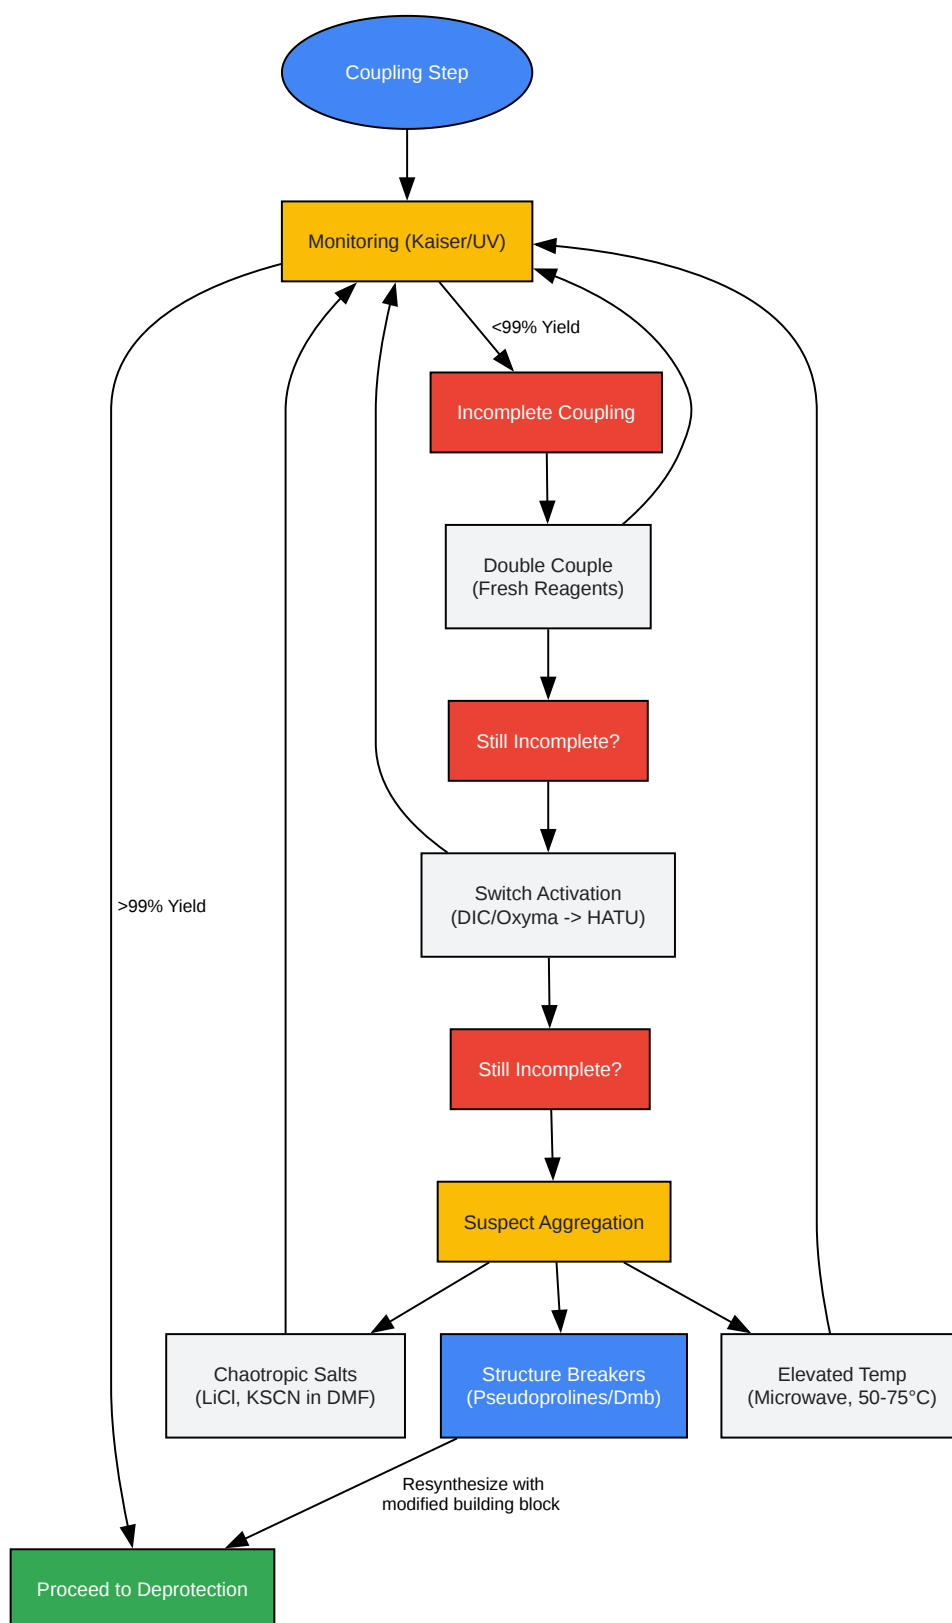 Coupling Step
Monitoring (Kaiser/UV)
<99% Yield
Incomplete Coupling
Double Couple
(Fresh Reagents)
Still Incomplete?
Switch Activation
(DIC/Oxyma -> HATU)
>99% Yield
Still Incomplete?
Suspect Aggregation
Chaotropic Salts
(LiCl, KSCN in DMF)
Structure Breakers
(Pseudoprolines/Dmb)
Elevated Temp
(Microwave, 50-75°C)
Resynthesize with
modified building block
Proceed to Deprotection